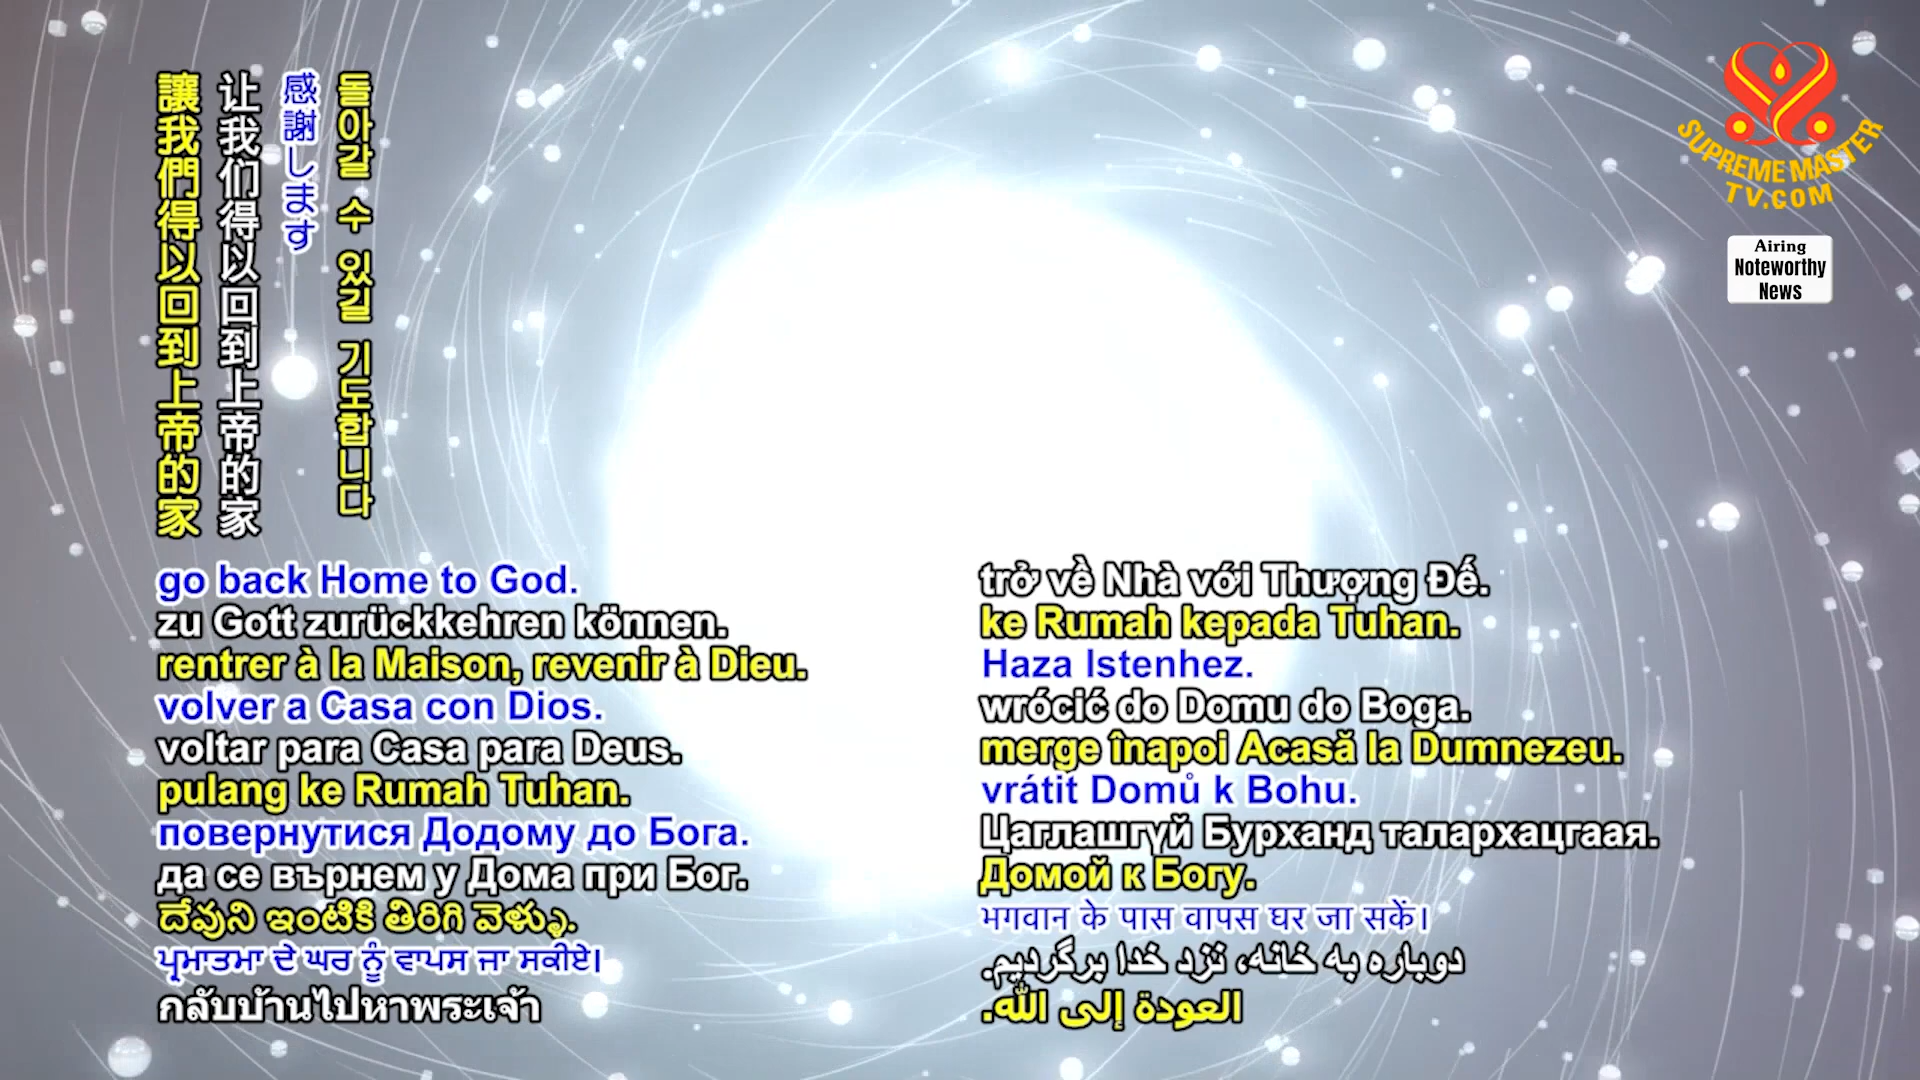 讓我們得以回到上帝的家
让我们得以回到上帝的家
感謝します
돌아갈 수 있길 기도합니다
SUPREME MASTER
TV.COM
Airing
Noteworthy
News
go back Home to God.
zu Gott zurückkehren können.
rentrer à la Maison, revenir à Dieu.
volver a Casa con Dios.
voltar para Casa para Deus.
pulang ke Rumah Tuhan.
повернутися Додому до Бога.
да се върнем у Дома при Бог.
దేవుని ఇంటికి తిరిగి వెళ్ళు.
ਪ੍ਰਮਾਤਮਾ ਦੇ ਘਰ ਨੂੰ ਵਾਪਸ ਜਾ ਸਕੀਏ।
กลับบ้านไปหาพระเจ้า
trở về Nhà với Thượng Đế.
ke Rumah kepada Tuhan.
Haza Istenhez.
wrócić do Domu do Boga.
merge înapoi Acasă la Dumnezeu.
vrátit Domů k Bohu.
Цаглашгүй Бурханд талархацгаая.
Домой к Богу.
भगवान के पास वापस घर जा सकें।
دوباره به خانه، نزد خدا برگردیم.
العودة إلى الله.